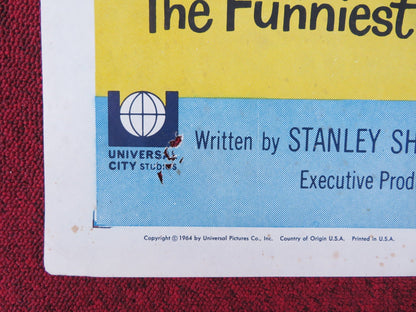 The Funniest
Written by STANLEY SH
UNIVERSAL
CITY STUDIOS
Executive Prod
Copyright © 1964 by Universal Pictures Co., Inc. Country of Origin U.S.A. Printed in U.S.A.